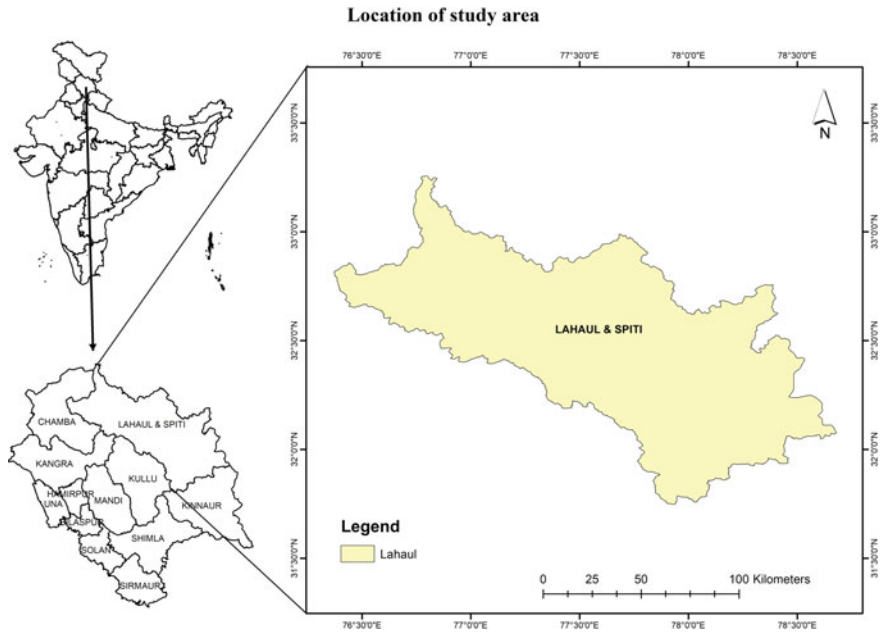 Location of study area
76°30'0"E 77°0'0"E 77°30'0"E 78°0'0"E 78°30'0"E
33°30'0"N
33°0'0"N
32°30'0"N
32°0'0"N
31°30'0"N
33°30'0"N
33°0'0"N
32°30'0"N
32°0'0"N
31°30'0"N
N
LAHAUL & SPITI
CHAMBA
LAHAUL & SPITI
KANGRA
KULLU
HAMIRPUR
UNA
MANDI
KINNAUR
BILASPUR
SHIMLA
SOLAN
SIRMAUR
Legend
Lahaul
0 25 50 100 Kilometers
76°30'0"E 77°0'0"E 77°30'0"E 78°0'0"E 78°30'0"E